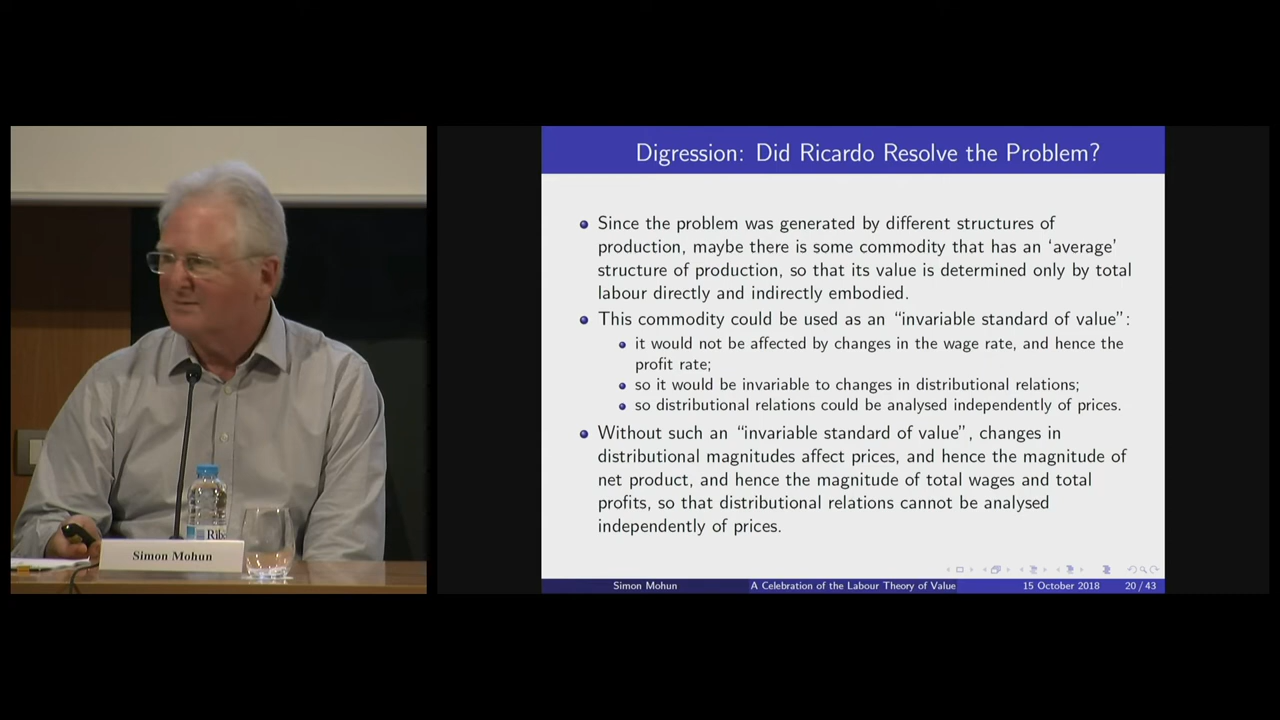 Digression: Did Ricardo Resolve the Problem?
Since the problem was generated by different structures of
production, maybe there is some commodity that has an ‘average’
structure of production, so that its value is determined only by total
labour directly and indirectly embodied.
This commodity could be used as an “invariable standard of value”:
it would not be affected by changes in the wage rate, and hence the
profit rate;
so it would be invariable to changes in distributional relations;
so distributional relations could be analysed independently of prices.
Without such an “invariable standard of value”, changes in
distributional magnitudes affect prices, and hence the magnitude of
net product, and hence the magnitude of total wages and total
profits, so that distributional relations cannot be analysed
independently of prices.
Simon Mohun A Celebration of the Labour Theory of Value 15 October 2018 20 / 43
Simon Mohun